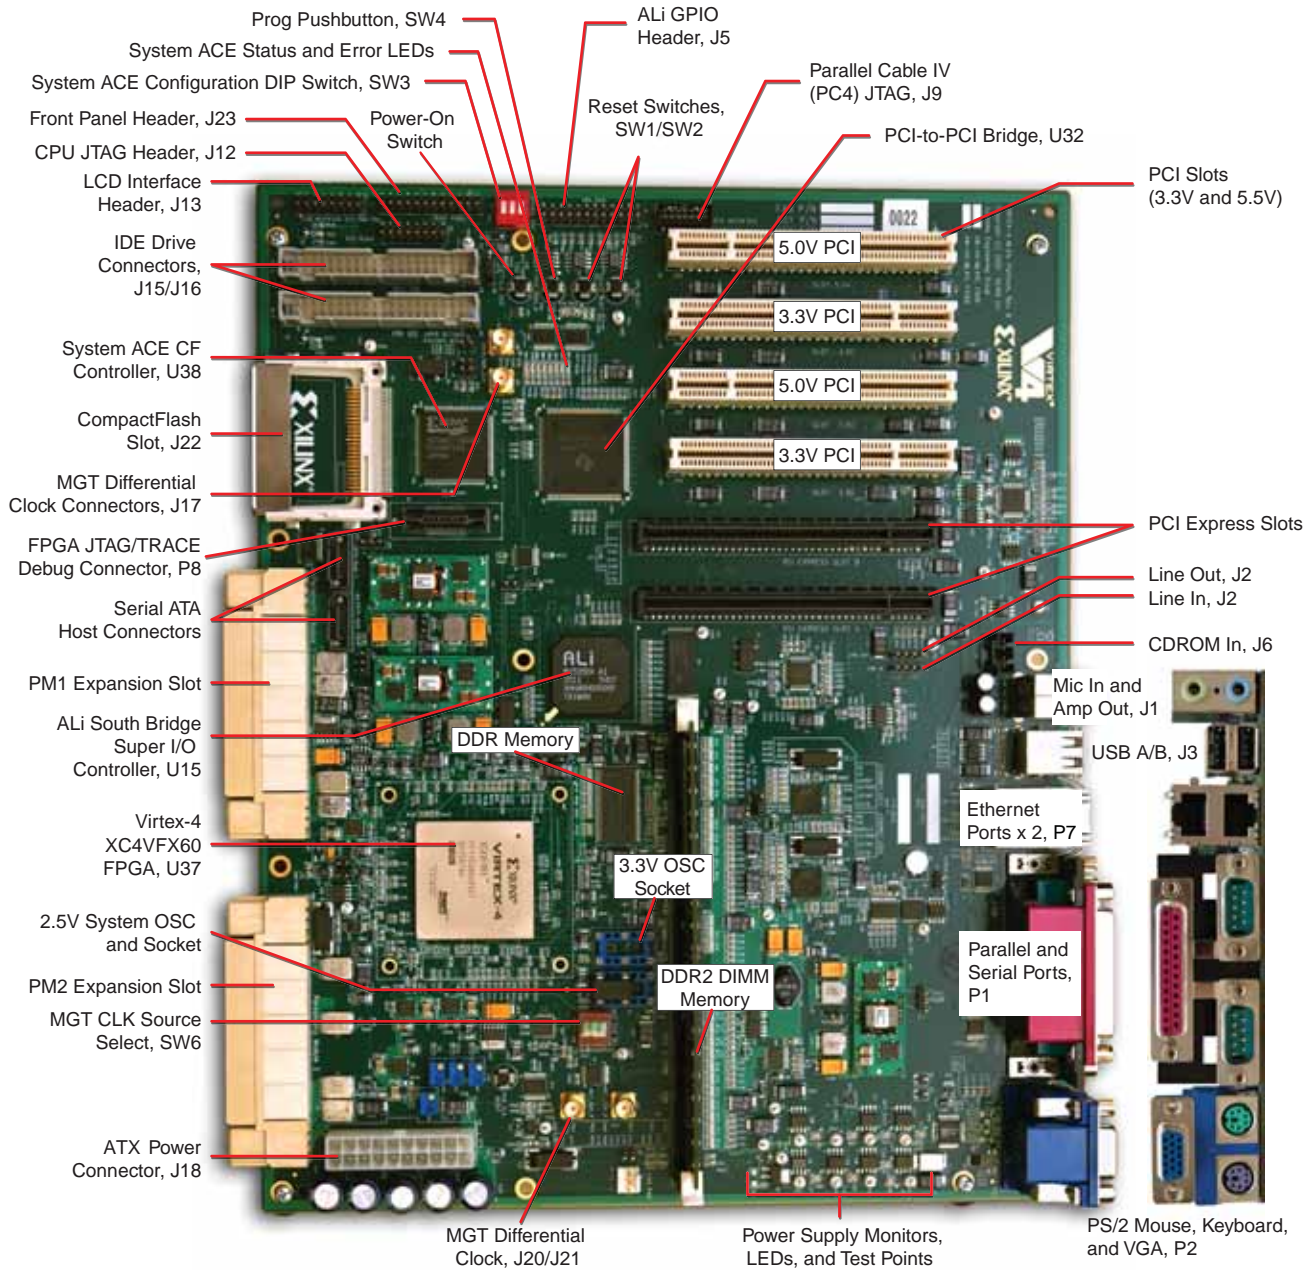 Prog Pushbutton, SW4
System ACE Status and Error LEDs
System ACE Configuration DIP Switch, SW3
Front Panel Header, J23
CPU JTAG Header, J12
LCD Interface
Header, J13
IDE Drive
Connectors,
J15/J16
System ACE CF
Controller, U38
CompactFlash
Slot, J22
MGT Differential
Clock Connectors, J17
FPGA JTAG/TRACE
Debug Connector, P8
Serial ATA
Host Connectors
PM1 Expansion Slot
ALi South Bridge
Super I/O
Controller, U15
Virtex-4
XC4VFX60
FPGA, U37
2.5V System OSC
and Socket
PM2 Expansion Slot
MGT CLK Source
Select, SW6
ATX Power
Connector, J18
Power-On
Switch
ALi GPIO
Header, J5
Reset Switches,
SW1/SW2
Parallel Cable IV
(PC4) JTAG, J9
PCI-to-PCI Bridge, U32
PCI Slots
(3.3V and 5.5V)
0022
5.0V PCI
3.3V PCI
5.0V PCI
3.3V PCI
XILINX
VIRTEX
4
XILINX
PCI Express Slots
Line Out, J2
Line In, J2
CDROM In, J6
Mic In and
Amp Out, J1
USB A/B, J3
Ethernet
Ports x 2, P7
Parallel and
Serial Ports,
P1
ALi
DDR Memory
XILINX
VIRTEX-4
3.3V OSC
Socket
DDR2 DIMM
Memory
MGT Differential
Clock, J20/J21
Power Supply Monitors,
LEDs, and Test Points
PS/2 Mouse, Keyboard,
and VGA, P2